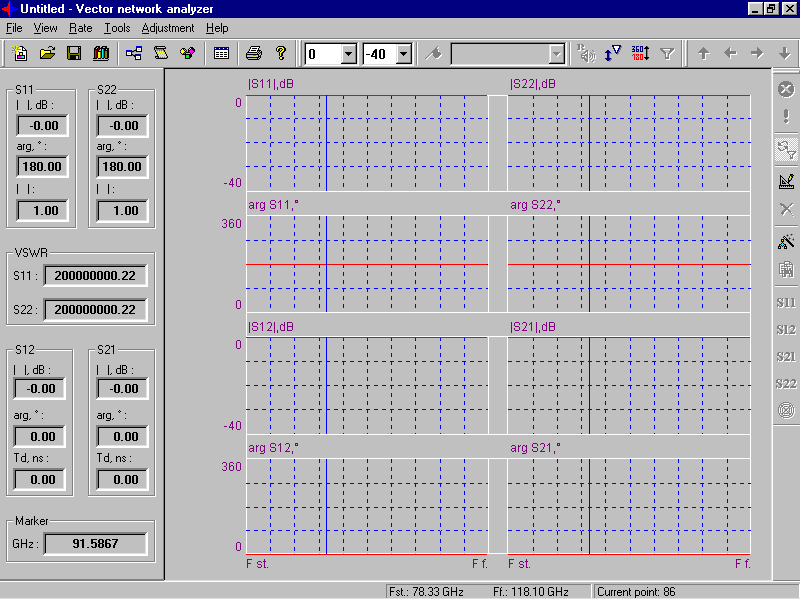 Untitled - Vector network analyzer
File View Rate Tools Adjustment Help
0 -40 360 180
S11 S22
| |, dB : | |, dB :
-0.00 -0.00
arg, ° : arg, ° :
180.00 180.00
| | : | | :
1.00 1.00
VSWR
S11 : 200000000.22
S22 : 200000000.22
S12 S21
| |, dB : | |, dB :
-0.00 -0.00
arg, ° : arg, ° :
0.00 0.00
Td, ns : Td, ns :
0.00 0.00
Marker
GHz : 91.5867
|S11|,dB |S22|,dB
0
-40
arg S11,° arg S22,°
360
0
|S12|,dB |S21|,dB
0
-40
arg S12,° arg S21,°
360
0
F st. F f. F st. F f.
S11
S12
S21
S22
Fst.: 78.33 GHz Ff.: 118.10 GHz Current point: 86